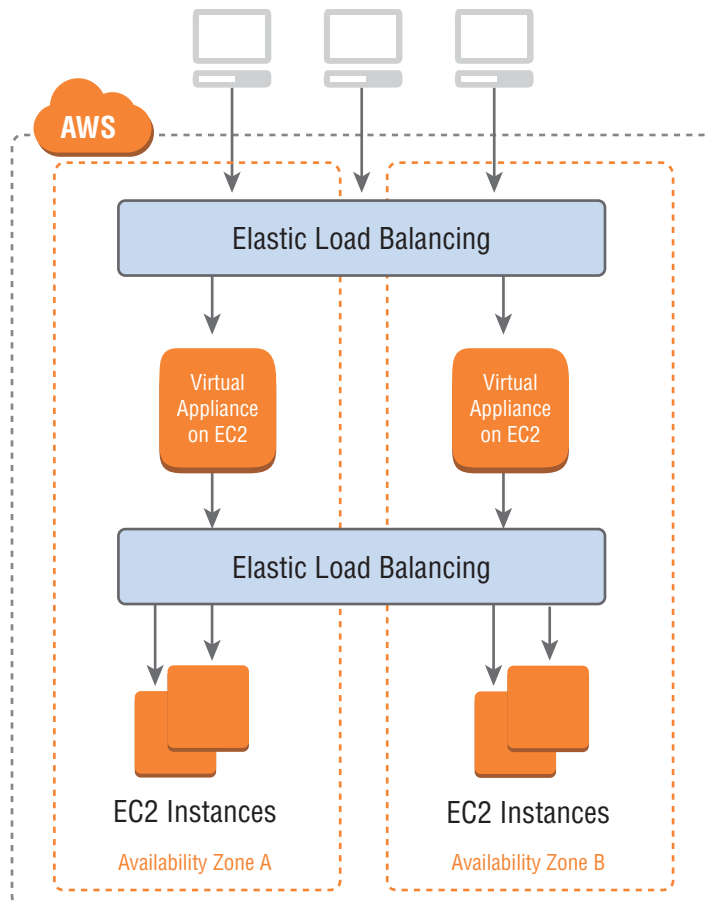 AWS
Elastic Load Balancing
Virtual
Appliance
on EC2
Virtual
Appliance
on EC2
Elastic Load Balancing
EC2 Instances
EC2 Instances
Availability Zone A
Availability Zone B